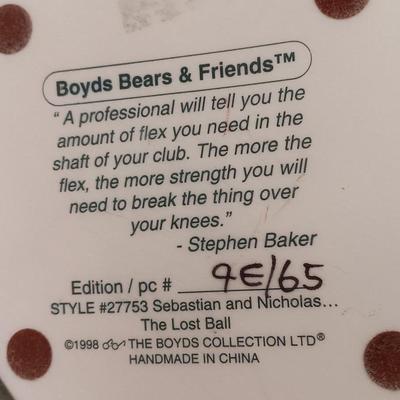 Boyds Bears & Friends™
" A professional will tell you the
amount of flex you need in the
shaft of your club. The more the
flex, the more strength you will
need to break the thing over
your knees."
- Stephen Baker
Edition / pc # 9E/65
STYLE #27753 Sebastian and Nicholas...
The Lost Ball
©1998 THE BOYDS COLLECTION LTD®
HANDMADE IN CHINA